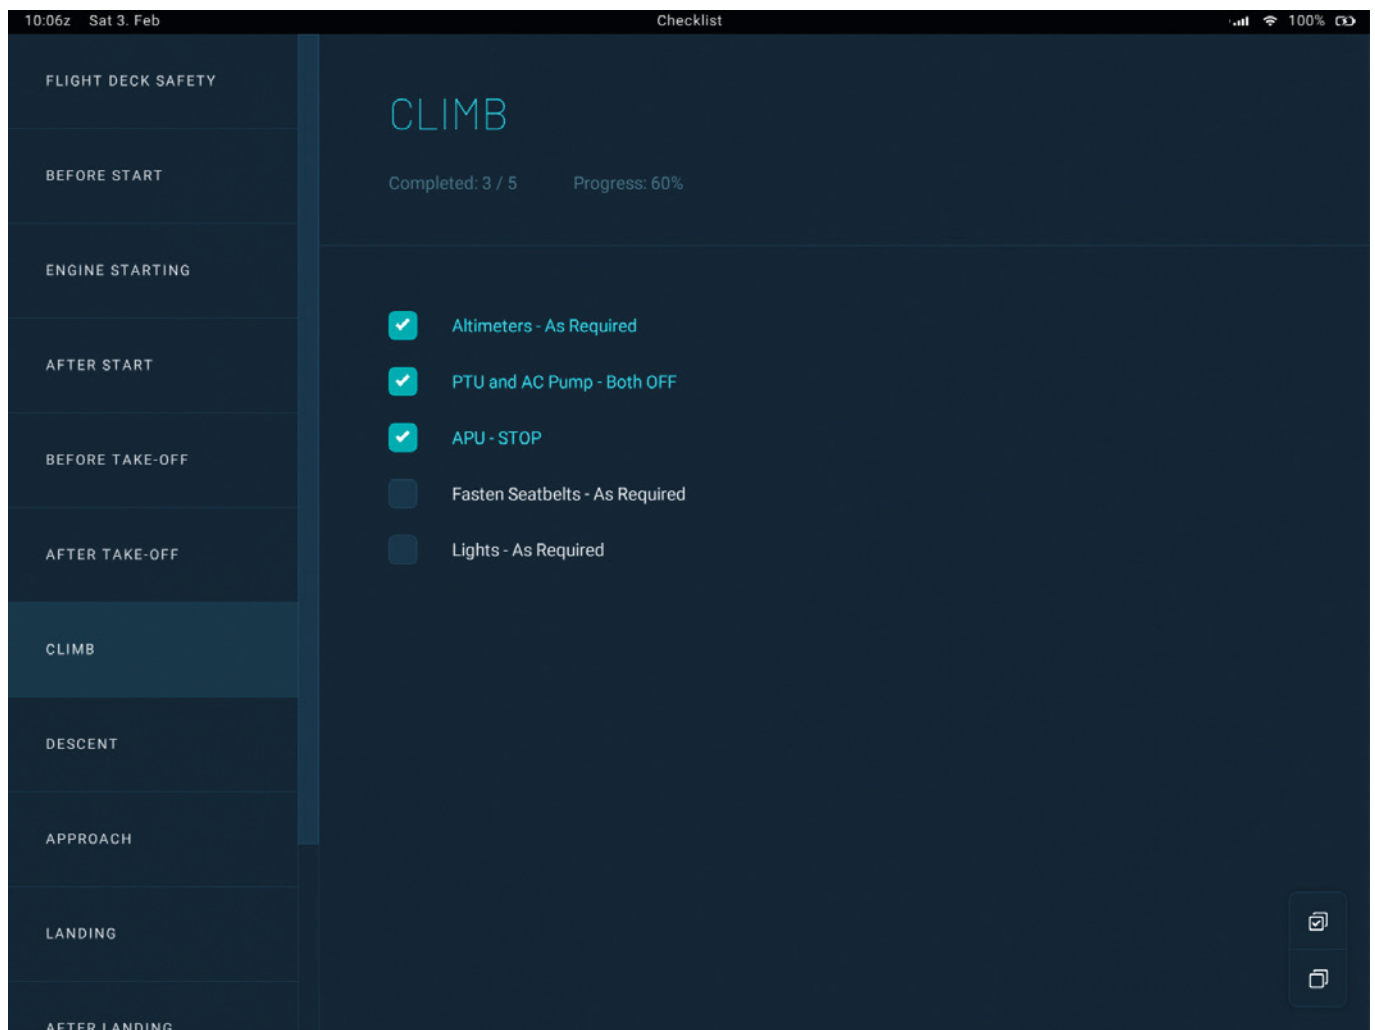 10:06z Sat 3. Feb
Checklist
100%
FLIGHT DECK SAFETY
BEFORE START
ENGINE STARTING
AFTER START
BEFORE TAKE-OFF
AFTER TAKE-OFF
CLIMB
DESCENT
APPROACH
LANDING
AFTER LANDING
CLIMB
Completed: 3 / 5 Progress: 60%
Altimeters - As Required
PTU and AC Pump - Both OFF
APU - STOP
Fasten Seatbelts - As Required
Lights - As Required